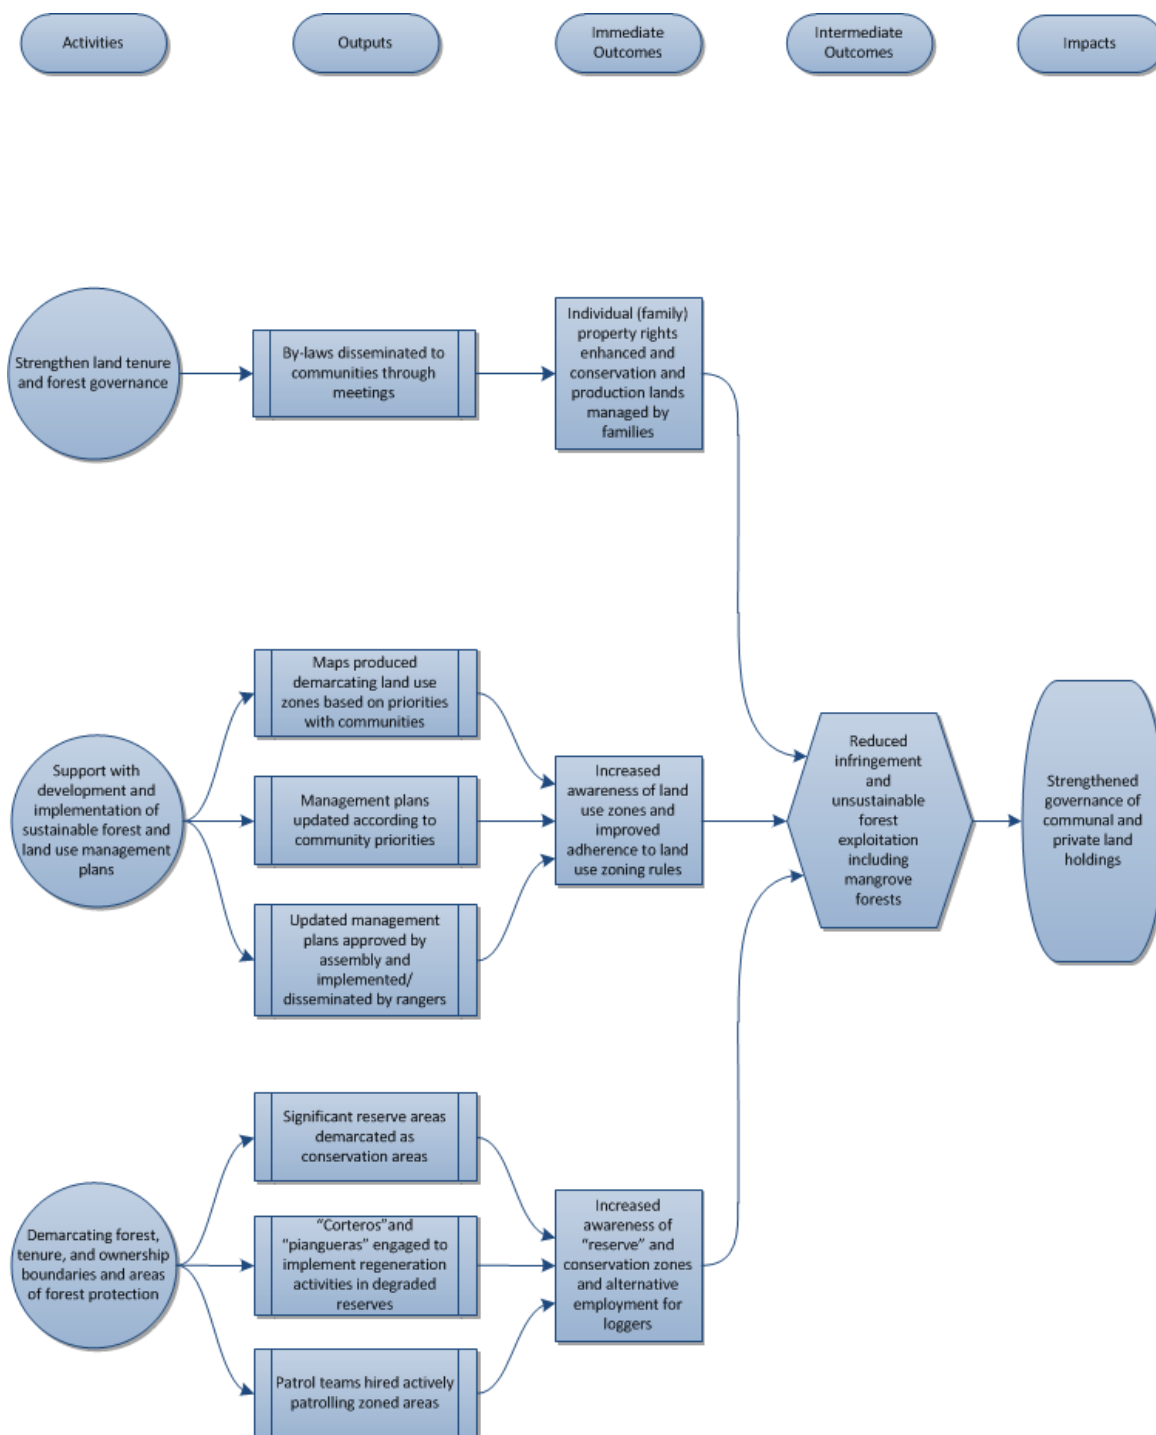 Activities
Outputs
Immediate
Outcomes
Intermediate
Outcomes
Impacts
Strengthen land tenure
and forest governance
By-laws disseminated to
communities through
meetings
Individual (family)
property rights
enhanced and
conservation and
production lands
managed by
families
Support with
development and
implementation of
sustainable forest and
land use management
plans
Maps produced
demarcating land use
zones based on priorities
with communities
Management plans
updated according to
community priorities
Updated management
plans approved by
assembly and
implemented/
disseminated by rangers
Increased
awareness of land
use zones and
improved
adherence to land
use zoning rules
Reduced
infringement
and
unsustainable
forest
exploitation
including
mangrove
forests
Strengthened
governance of
communal and
private land
holdings
Demarcating forest,
tenure, and ownership
boundaries and areas
of forest protection
Significant reserve areas
demarcated as
conservation areas
“Corteros”and
“piangueras” engaged to
implement regeneration
activities in degraded
reserves
Patrol teams hired actively
patrolling zoned areas
Increased
awareness of
“reserve” and
conservation zones
and alternative
employment for
loggers